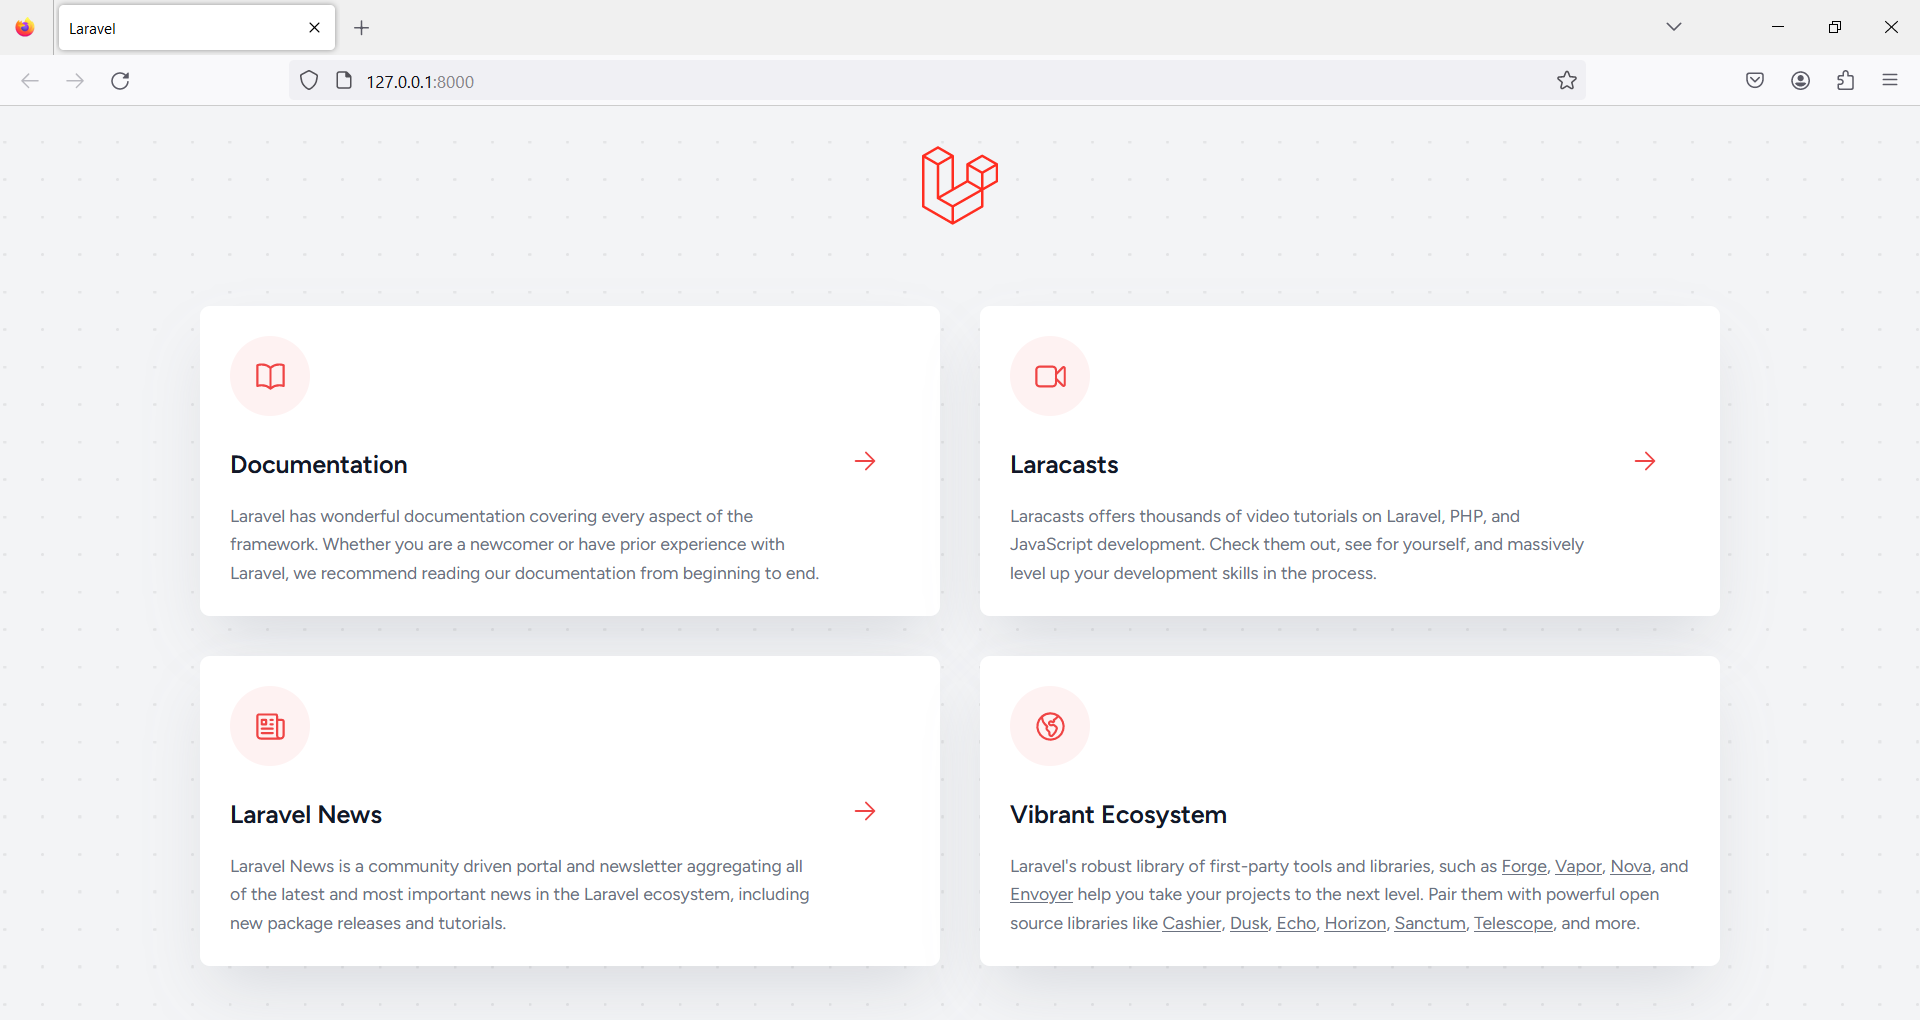 Laravel
127.0.0.1:8000
Documentation
Laravel has wonderful documentation covering every aspect of the
framework. Whether you are a newcomer or have prior experience with
Laravel, we recommend reading our documentation from beginning to end.
Laracasts
Laracasts offers thousands of video tutorials on Laravel, PHP, and
JavaScript development. Check them out, see for yourself, and massively
level up your development skills in the process.
Laravel News
Laravel News is a community driven portal and newsletter aggregating all
of the latest and most important news in the Laravel ecosystem, including
new package releases and tutorials.
Vibrant Ecosystem
Laravel's robust library of first-party tools and libraries, such as Forge, Vapor, Nova, and
Envoyer help you take your projects to the next level. Pair them with powerful open
source libraries like Cashier, Dusk, Echo, Horizon, Sanctum, Telescope, and more.